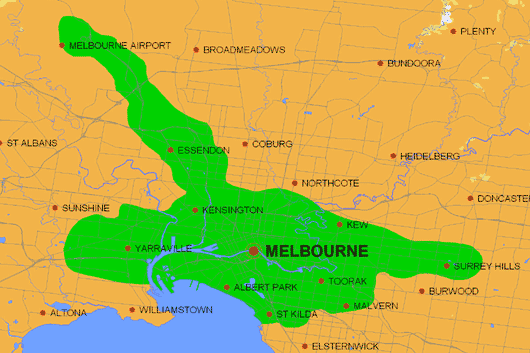 PLENTY
MELBOURNE AIRPORT
BROADMEADOWS
BUNDOORA
ST ALBANS
ESSENDON
COBURG
HEIDELBERG
NORTHCOTE
DONCASTER
SUNSHINE
KENSINGTON
KEW
YARRAVILLE
MELBOURNE
SURREY HILLS
ALBERT PARK
TOORAK
BURWOOD
ALTONA
WILLIAMSTOWN
ST KILDA
MALVERN
ELSTERNWICK